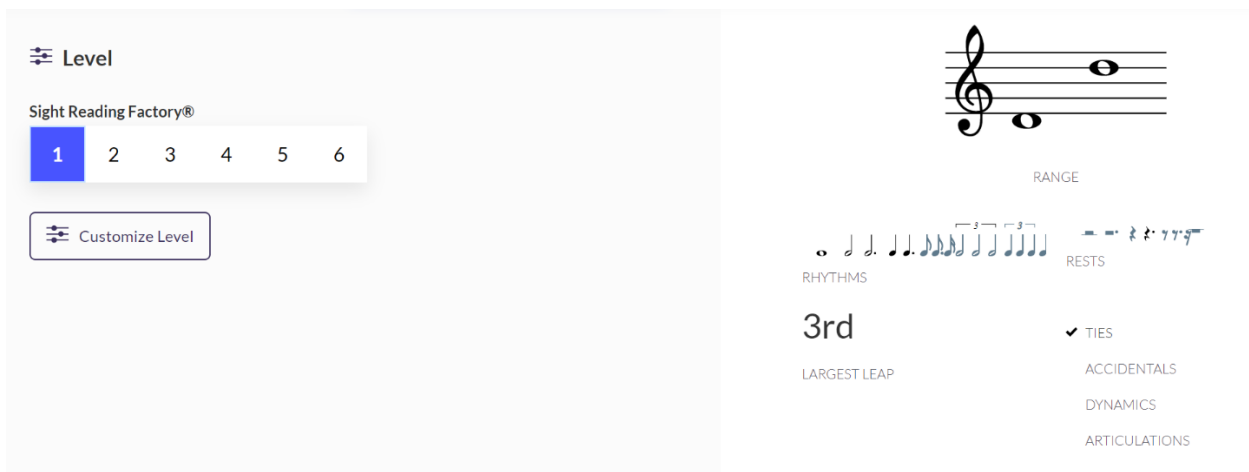 Level
Sight Reading Factory®
1 2 3 4 5 6
Customize Level
RANGE
3 3
RHYTHMS
RESTS
3rd
LARGEST LEAP
TIES
ACCIDENTALS
DYNAMICS
ARTICULATIONS